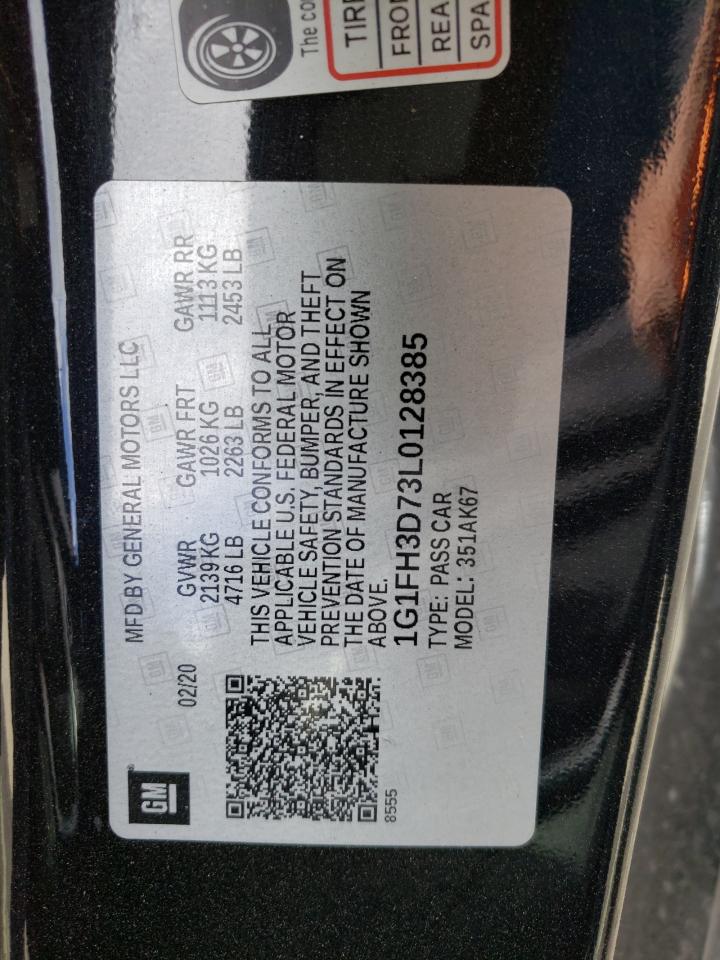 The co
TIRE
FRO
REA
SPA
GM
MFD BY GENERAL MOTORS LLC
02/20 GVWR GAWR FRT GAWR RR
2139 KG 1026 KG 1113 KG
4716 LB 2263 LB 2453 LB
THIS VEHICLE CONFORMS TO ALL
APPLICABLE U.S. FEDERAL MOTOR
VEHICLE SAFETY, BUMPER, AND THEFT
PREVENTION STANDARDS IN EFFECT ON
THE DATE OF MANUFACTURE SHOWN
ABOVE.
8555
1G1FH3D73L0128385
TYPE: PASS CAR
MODEL: 351AK67